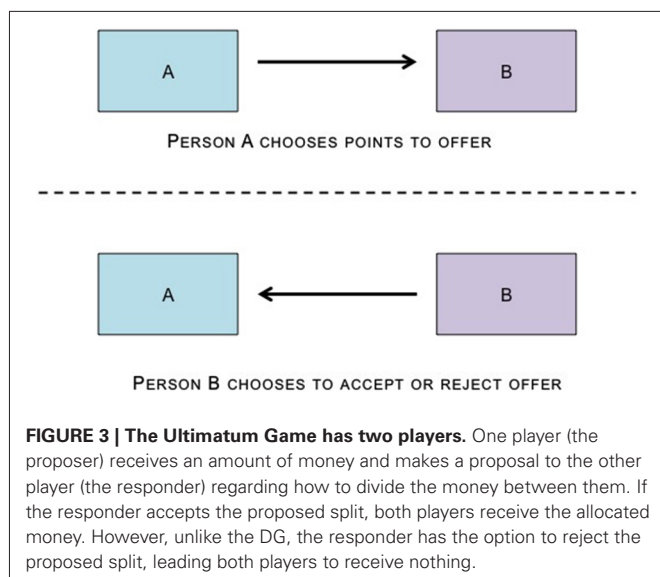 A
B
PERSON A CHOOSES POINTS TO OFFER
A
B
PERSON B CHOOSES TO ACCEPT OR REJECT OFFER
FIGURE 3 | The Ultimatum Game has two players. One player (the
proposer) receives an amount of money and makes a proposal to the other
player (the responder) regarding how to divide the money between them. If
the responder accepts the proposed split, both players receive the allocated
money. However, unlike the DG, the responder has the option to reject the
proposed split, leading both players to receive nothing.